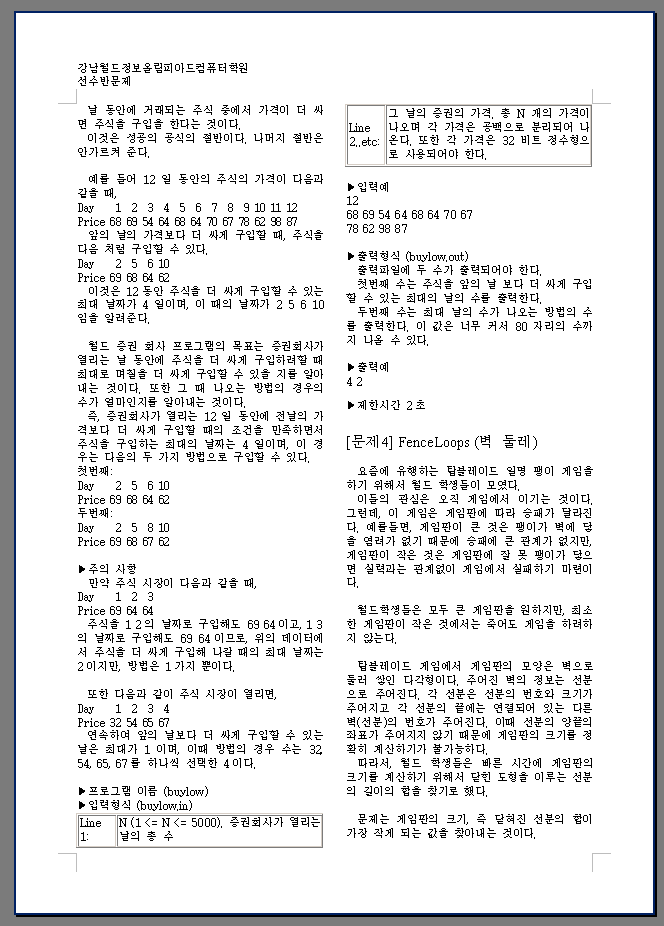 강남월드정보올림피아드컴퓨터학원
선수반문제
날 동안에 거래되는 주식 중에서 가격이 더 싸
면 주식을 구입을 한다는 것이다.
이것은 성공의 공식의 절반이다. 나머지 절반은
안가르켜 준다.
예를 들어 12 일 동안의 주식의 가격이 다음과
같을 때,
Day 1 2 3 4 5 6 7 8 9 10 11 12
Price 68 69 54 64 68 64 70 67 78 62 98 87
앞의 날의 가격보다 더 싸게 구입할 때, 주식을
다음 처럼 구입할 수 있다.
Day 2 5 6 10
Price 69 68 64 62
이것은 12 동안 주식을 더 싸게 구입할 수 있는
최대 날짜가 4 일이며, 이 때의 날짜가 2 5 6 10
임을 알려준다.
월드 증권 회사 프로그램의 목표는 증권회사가
열리는 날 동안에 주식을 더 싸게 구입하려할 때
최대로 며칠을 더 싸게 구입할 수 있을 지를 알아
내는 것이다. 또한 그 때 나오는 방법의 경우의
수가 얼마인지를 알아내는 것이다.
즉, 증권회사가 열리는 12 일 동안에 전날의 가
격보다 더 싸게 구입할 때의 조건을 만족하면서
주식을 구입하는 최대의 날짜는 4 일이며, 이 경
우는 다음의 두 가지 방법으로 구입할 수 있다.
첫번째:
Day 2 5 6 10
Price 69 68 64 62
두번째:
Day 2 5 8 10
Price 69 68 67 62
▶주의 사항
만약 주식 시장이 다음과 같을 때,
Day 1 2 3
Price 69 64 64
주식을 1 2 의 날짜로 구입해도 69 64 이고, 1 3
의 날짜로 구입해도 69 64 이므로, 위의 데이터에
서 주식을 더 싸게 구입해 나갈 때의 최대 날짜는
2 이지만, 방법은 1 가지 뿐이다.
또한 다음과 같이 주식 시장이 열리면,
Day 1 2 3 4
Price 32 54 65 67
연속하여 앞의 날보다 더 싸게 구입할 수 있는
날은 최대가 1 이며, 이때 방법의 경우 수는 32,
54, 65, 67 를 하나씩 선택한 4 이다.
▶프로그램 이름 (buylow)
▶입력형식 (buylow.in)
Line 1: N (1 <= N <= 5000), 증권회사가 열리는
날의 총 수
Line 2..etc: 그 날의 증권의 가격. 총 N 개의 가격이
나오며 각 가격은 공백으로 분리되어 나
온다. 또한 각 가격은 32 비트 정수형으
로 사용되어야 한다.
▶입력예
12
68 69 54 64 68 64 70 67
78 62 98 87
▶출력형식 (buylow.out)
출력파일에 두 수가 출력되어야 한다.
첫번째 수는 주식을 앞의 날 보다 더 싸게 구입
할 수 있는 최대의 날의 수를 출력한다.
두번째 수는 최대 날의 수가 나오는 방법의 수
를 출력한다. 이 값은 너무 커서 80 자리의 수까
지 나올 수 있다.
▶출력예
4 2
▶제한시간 2 초
[문제4] FenceLoops (벽 둘레)
요즘에 유행하는 탑블레이드 일명 팽이 게임을
하기 위해서 월드 학생들이 모였다.
이들의 관심은 오직 게임에서 이기는 것이다.
그런데, 이 게임은 게임판에 따라 승패가 달라진
다. 예를들면, 게임판이 큰 것은 팽이가 벽에 닿
을 염려가 없기 때문에 승패에 큰 관계가 없지만,
게임판이 작은 것은 게임판에 잘 못 팽이가 닿으
면 실력과는 관계없이 게임에서 실패하기 마련이
다.
월드학생들은 모두 큰 게임판을 원하지만, 최소
한 게임판이 작은 것에서는 죽어도 게임을 하려하
지 않는다.
탑블레이드 게임에서 게임판의 모양은 벽으로
둘러 쌓인 다각형이다. 주어진 벽의 정보는 선분
으로 주어진다. 각 선분은 선분의 번호와 크기가
주어지고 각 선분의 끝에는 연결되어 있는 다른
벽(선분)의 번호가 주어진다. 이때 선분의 양끝의
좌표가 주어지지 않기 때문에 게임판의 크기를 정
확히 계산하기가 불가능하다.
따라서, 월드 학생들은 빠른 시간에 게임판의
크기를 계산하기 위해서 닫힌 도형을 이루는 선분
의 길이의 합을 찾기로 했다.
문제는 게임판의 크기, 즉 닫혀진 선분의 합이
가장 작게 되는 값을 찾아내는 것이다.